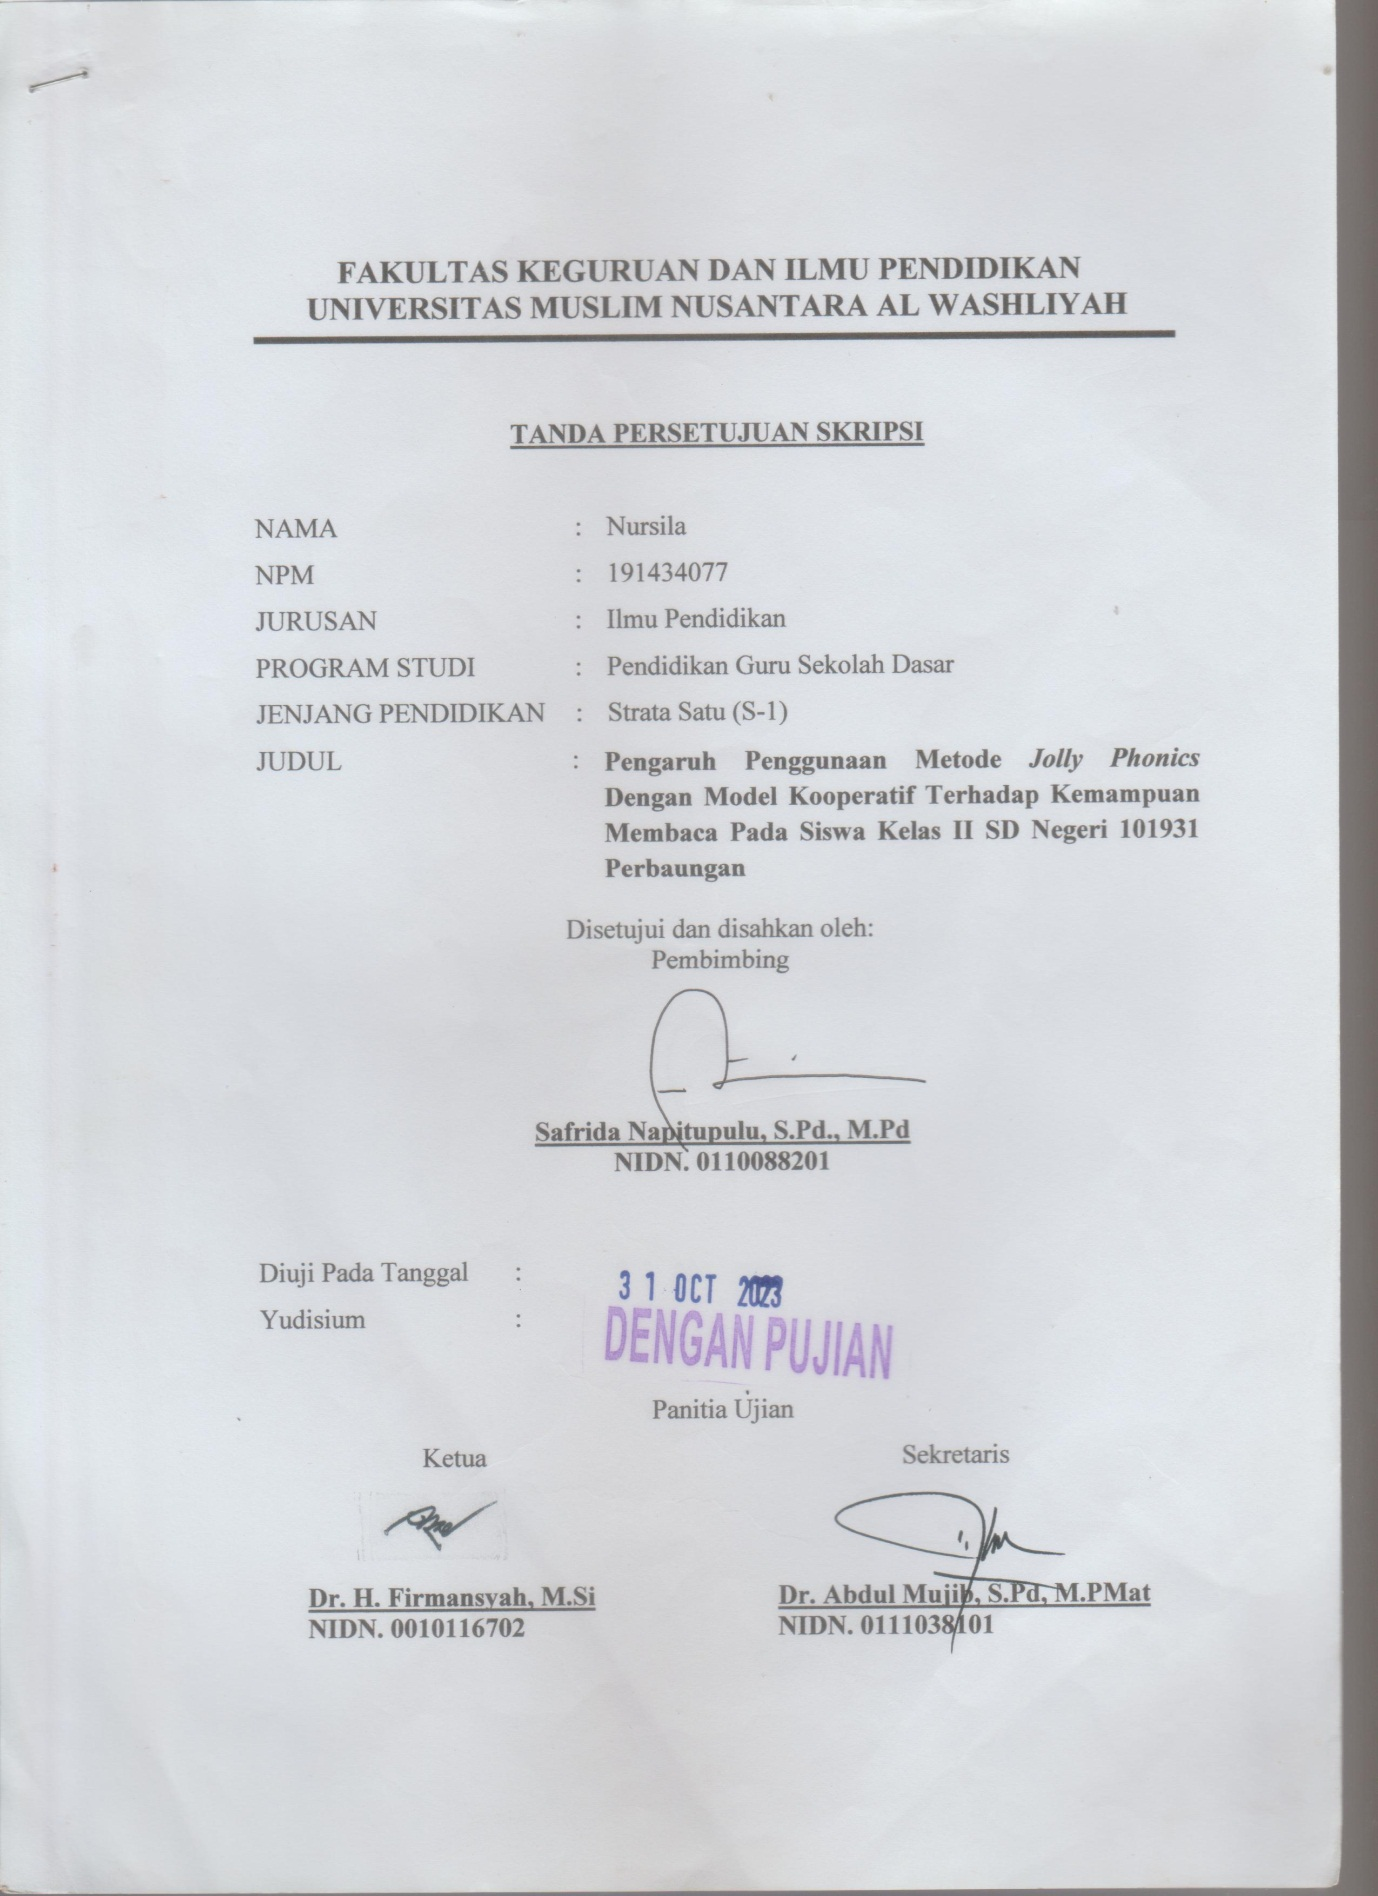 FAKULTAS KEGURUAN DAN ILMU PENDIDIKAN
UNIVERSITAS MUSLIM NUSANTARA AL WASHLIYAH
TANDA PERSETUJUAN SKRIPSI
NAMA : Nursila
NPM : 191434077
JURUSAN : Ilmu Pendidikan
PROGRAM STUDI : Pendidikan Guru Sekolah Dasar
JENJANG PENDIDIKAN : Strata Satu (S-1)
JUDUL : Pengaruh Penggunaan Metode Jolly Phonics
Dengan Model Kooperatif Terhadap Kemampuan
Membaca Pada Siswa Kelas II SD Negeri 101931
Perbaungan
Disetujui dan disahkan oleh:
Pembimbing
Safrida Napitupulu, S.Pd., M.Pd
NIDN. 0110088201
Diuji Pada Tanggal : 31 OCT 2023
Yudisium : DENGAN PUJIAN
Panitia Ujian
Ketua Sekretaris
Dr. H. Firmansyah, M.Si Dr. Abdul Mujib, S.Pd, M.PMat
NIDN. 0010116702 NIDN. 0111038101